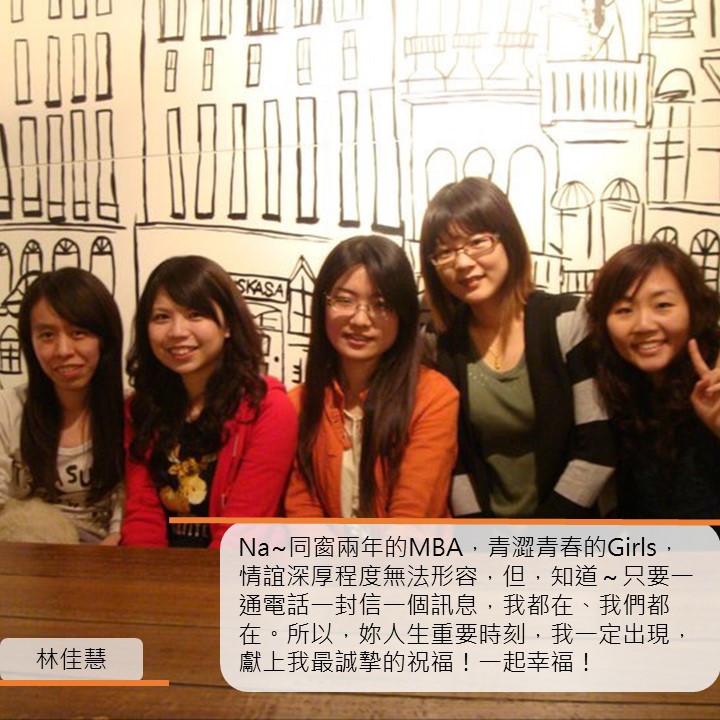 SKASA
Na~同窗兩年的MBA，青澀青春的Girls，
情誼深厚程度無法形容，但，知道～只要一
通電話一封信一個訊息，我都在、我們都
在。所以，妳人生重要時刻，我一定出現，
獻上我最誠摯的祝福！一起幸福！
林佳慧